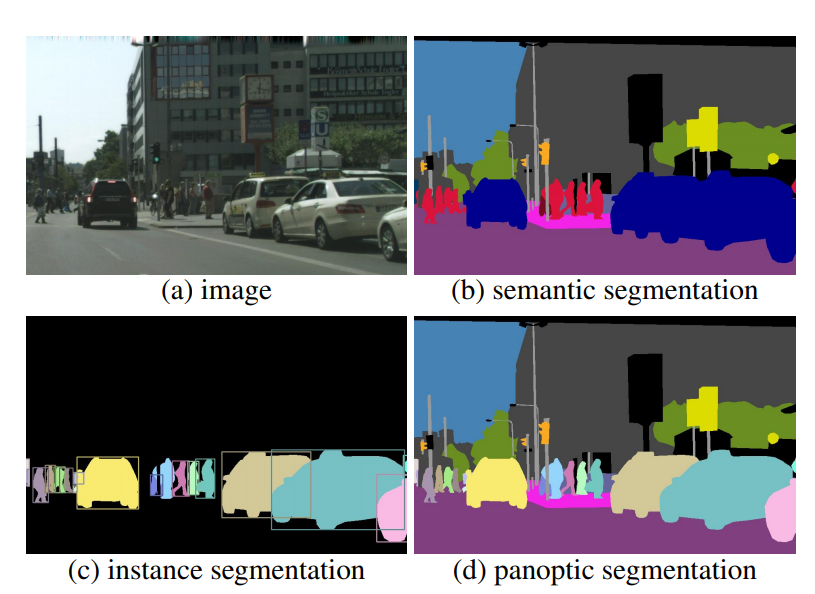 S
U
(a) image
(b) semantic segmentation
(c) instance segmentation
(d) panoptic segmentation